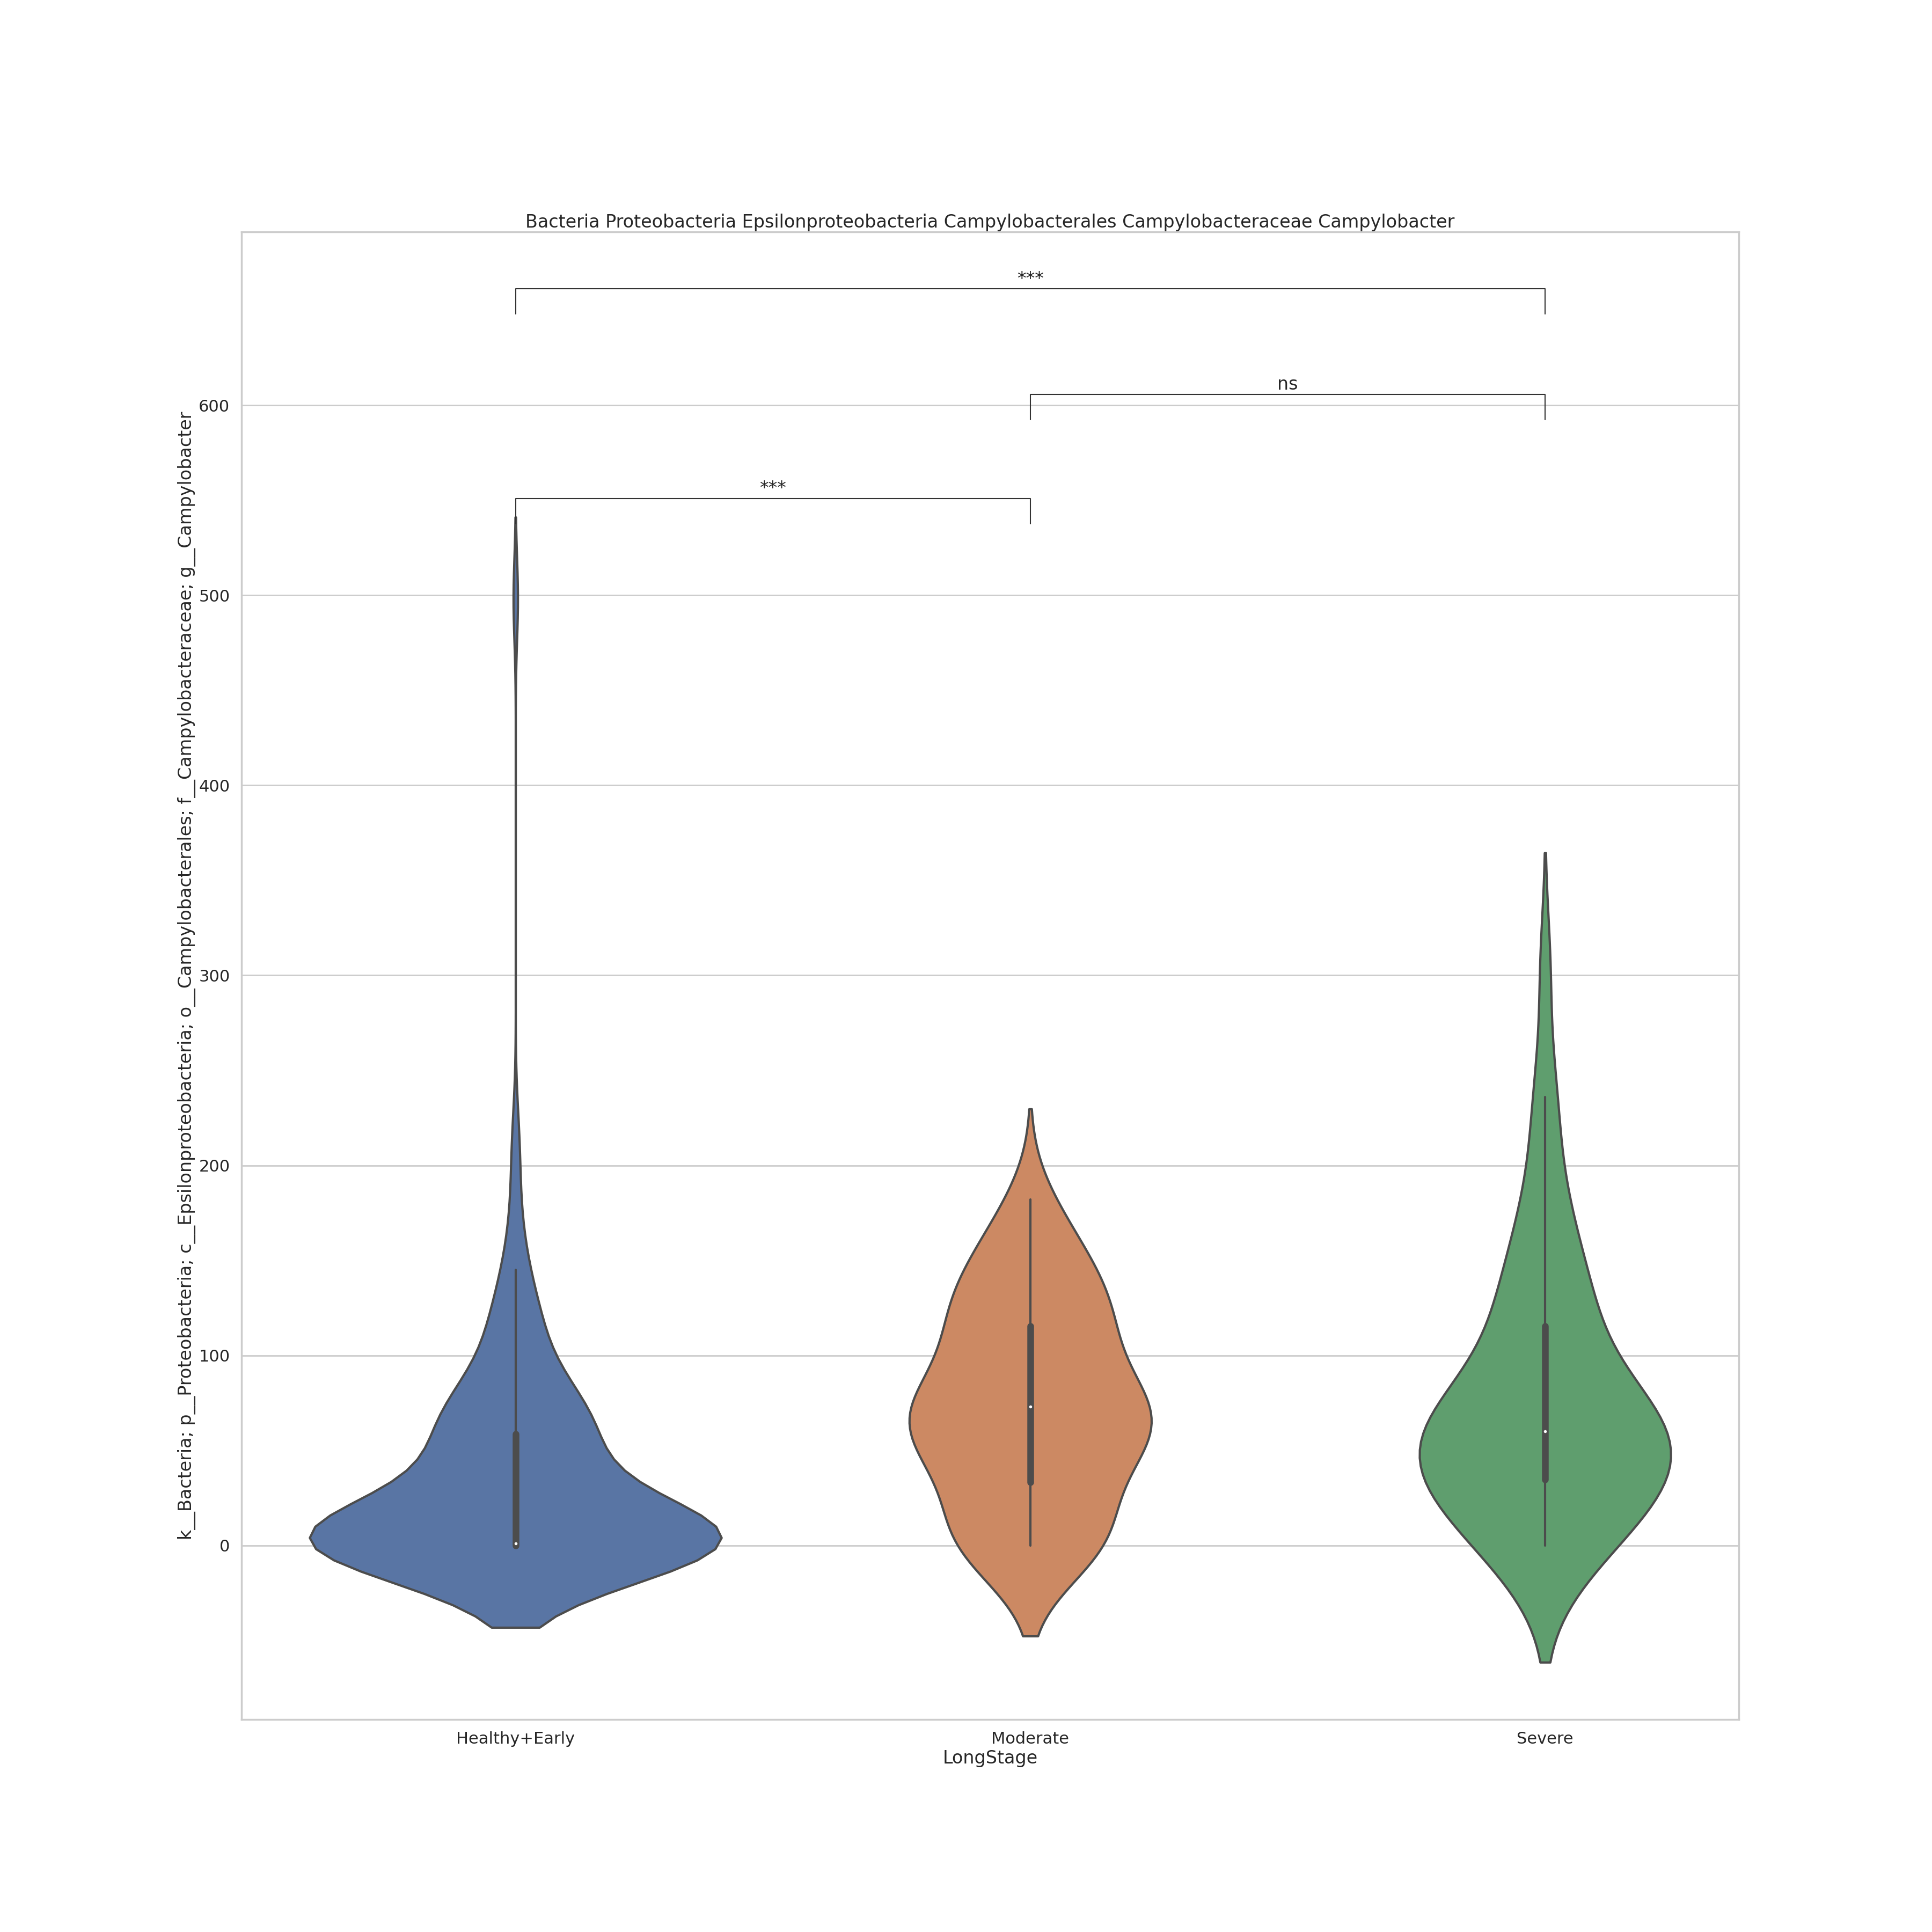 Bacteria Proteobacteria Epsilonproteobacteria Campylobacterales Campylobacteraceae Campylobacter
***
ns
***
k__Bacteria; p__Proteobacteria; c__Epsilonproteobacteria; o__Campylobacterales; f__Campylobacteraceae; g__Campylobacter
600
500
400
300
200
100
0
Healthy+Early
Moderate
Severe
LongStage